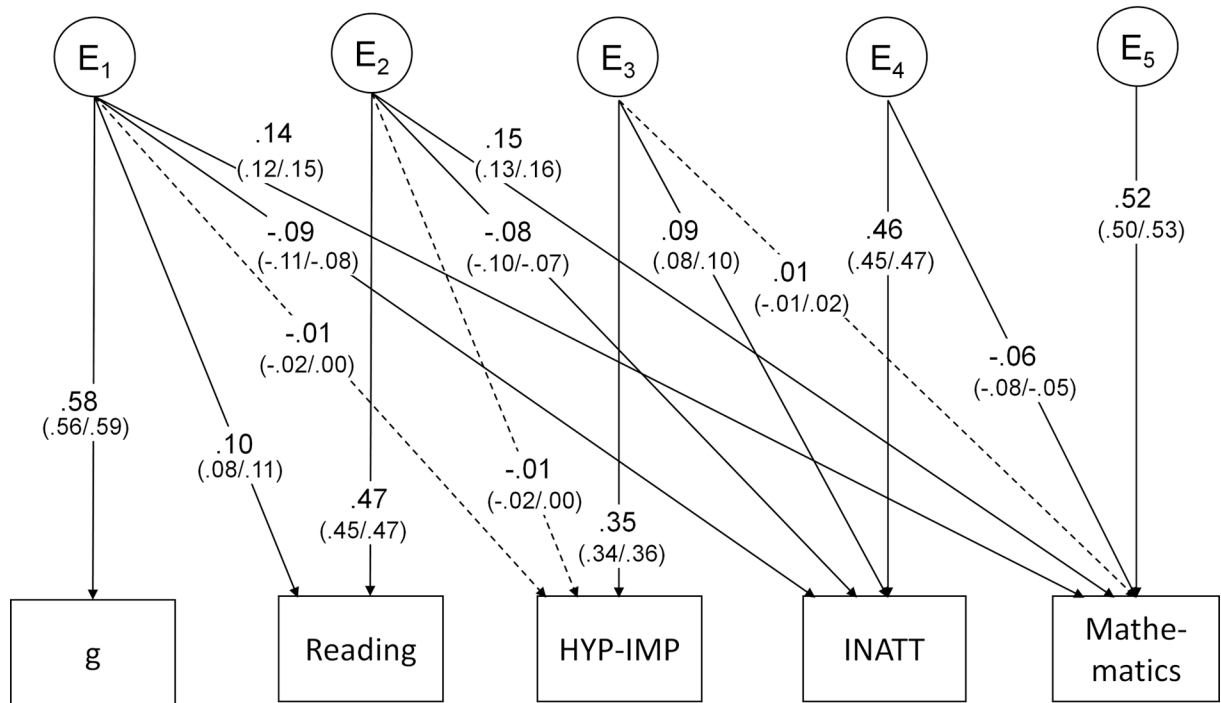 E1
E2
E3
E4
E5
.14
(.12/.15)
.15
(.13/.16)
.52
(.50/.53)
-.09
(-.11/-.08)
-.08
(-.10/-.07)
.09
(.08/.10)
.46
(.45/.47)
.01
(-.01/.02)
-.01
(-.02/.00)
-.06
(-.08/-.05)
.58
(.56/.59)
.10
(.08/.11)
-.01
(-.02/.00)
.47
(.45/.47)
.35
(.34/.36)
g
Reading
HYP-IMP
INATT
Mathe-
matics